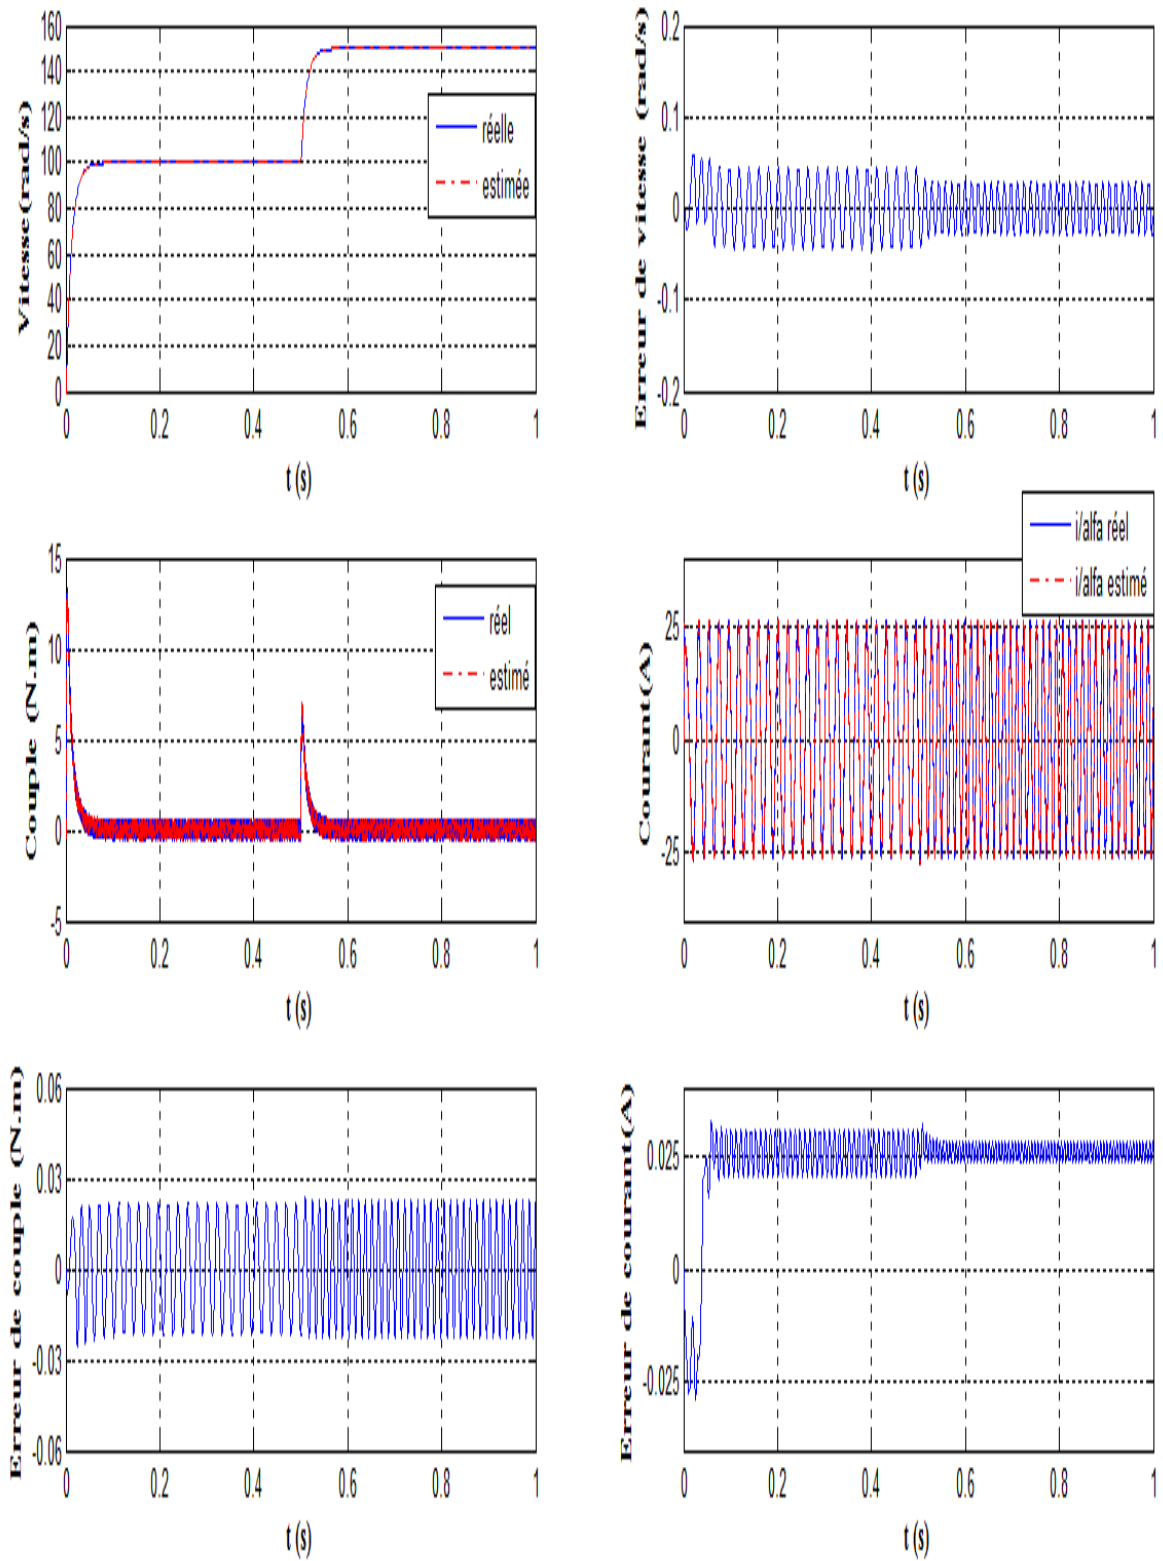 Vitesse(rad/s)
160
140
120
100
80
60
40
20
0
réelle
estimée
0 0.2 0.4 0.6 0.8 1
t (s)
Erreur de vitesse (rad/s)
0.2
0.1
0
-0.1
-0.2
0 0.2 0.4 0.6 0.8 1
t (s)
Couple (N.m)
15
10
5
0
-5
réel
estimé
0 0.2 0.4 0.6 0.8 1
t (s)
Courant(A)
25
0
-25
i/alfa réel
i/alfa estimé
0 0.2 0.4 0.6 0.8 1
t (s)
Erreur de couple (N.m)
0.06
0.03
0
-0.03
-0.06
0 0.2 0.4 0.6 0.8 1
t (s)
Erreur de courant(A)
0.025
0
-0.025
0 0.2 0.4 0.6 0.8 1
t (s)